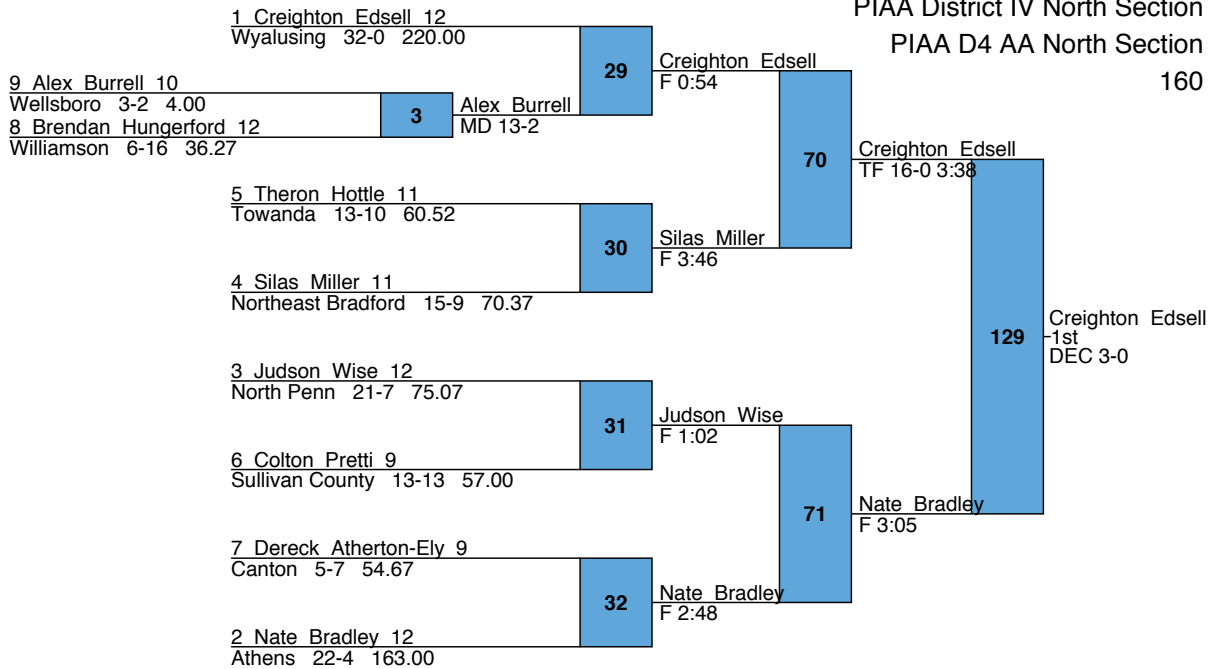 PIAA District IV North Section
PIAA D4 AA North Section
160
1 Creighton Edsell 12
Wyalusing 32-0 220.00
29
Creighton Edsell
F 0:54
9 Alex Burrell 10
Wellsboro 3-2 4.00
3
Alex Burrell
MD 13-2
8 Brendan Hungerford 12
Williamson 6-16 36.27
70
Creighton Edsell
TF 16-0 3:38
5 Theron Hottle 11
Towanda 13-10 60.52
30
Silas Miller
F 3:46
4 Silas Miller 11
Northeast Bradford 15-9 70.37
129
Creighton Edsell
1st
DEC 3-0
3 Judson Wise 12
North Penn 21-7 75.07
31
Judson Wise
F 1:02
6 Colton Pretti 9
Sullivan County 13-13 57.00
71
Nate Bradley
F 3:05
7 Dereck Atherton-Ely 9
Canton 5-7 54.67
32
Nate Bradley
F 2:48
2 Nate Bradley 12
Athens 22-4 163.00